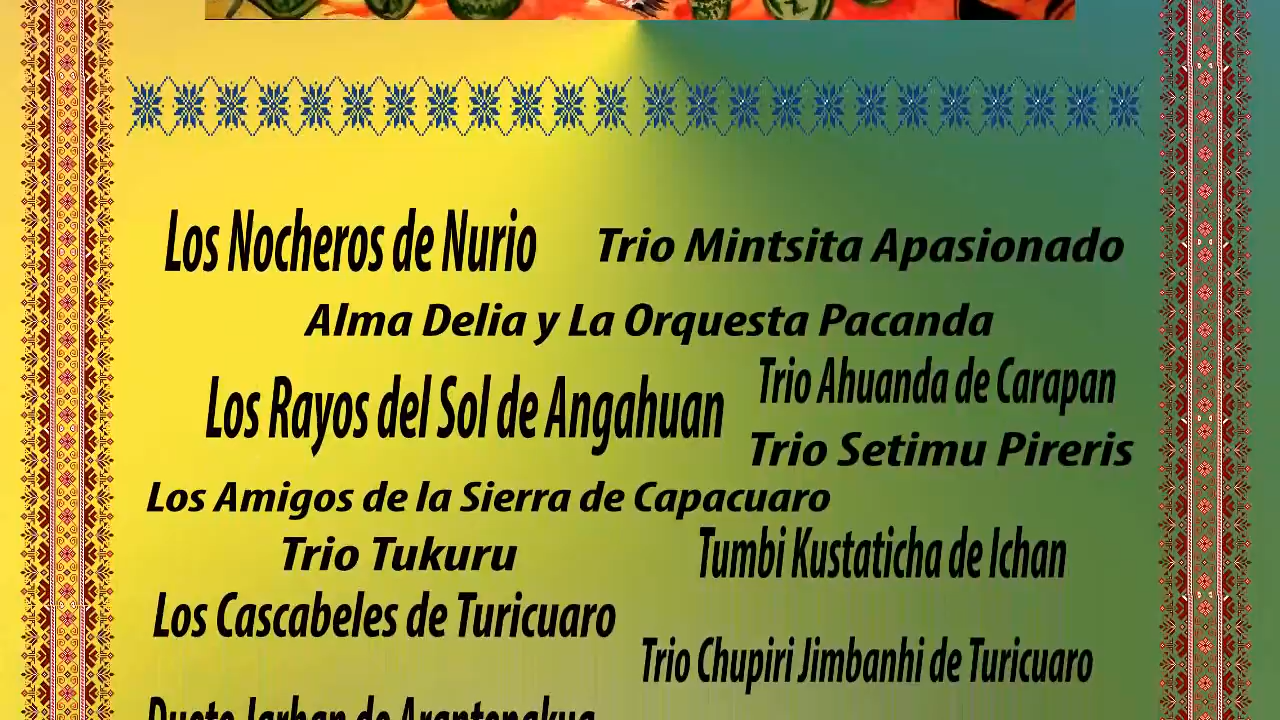 Los Nocheros de Nurio
Trio Mintsita Apasionado
Alma Delia y La Orquesta Pacanda
Trio Ahuanda de Carapan
Los Rayos del Sol de Angahuan
Trio Setimu Pireris
Los Amigos de la Sierra de Capacuaro
Trio Tukuru
Tumbi Kustaticha de Ichan
Los Cascabeles de Turicuaro
Trio Chupiri Jimbanhi de Turicuaro